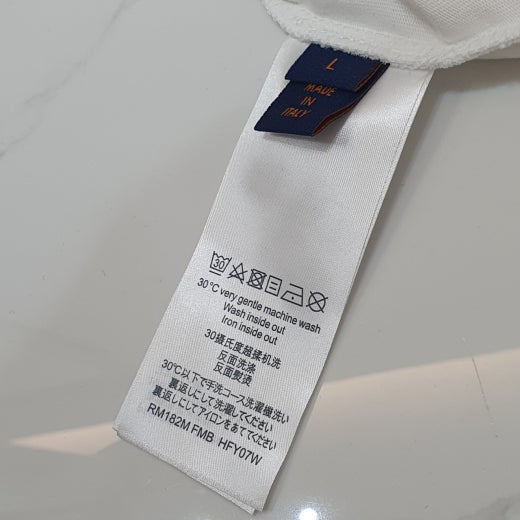 L
MADE
IN
ITALY
30
30°C very gentle machine wash
Wash inside out
Iron inside out
30摄氏度超揉机洗
反面洗涤
反面熨烫
30℃以下で手洗コース洗濯機洗い
裏返しにして洗濯してください
裏返しにしてアイロンをあててください
RM182M FMB HFY07W